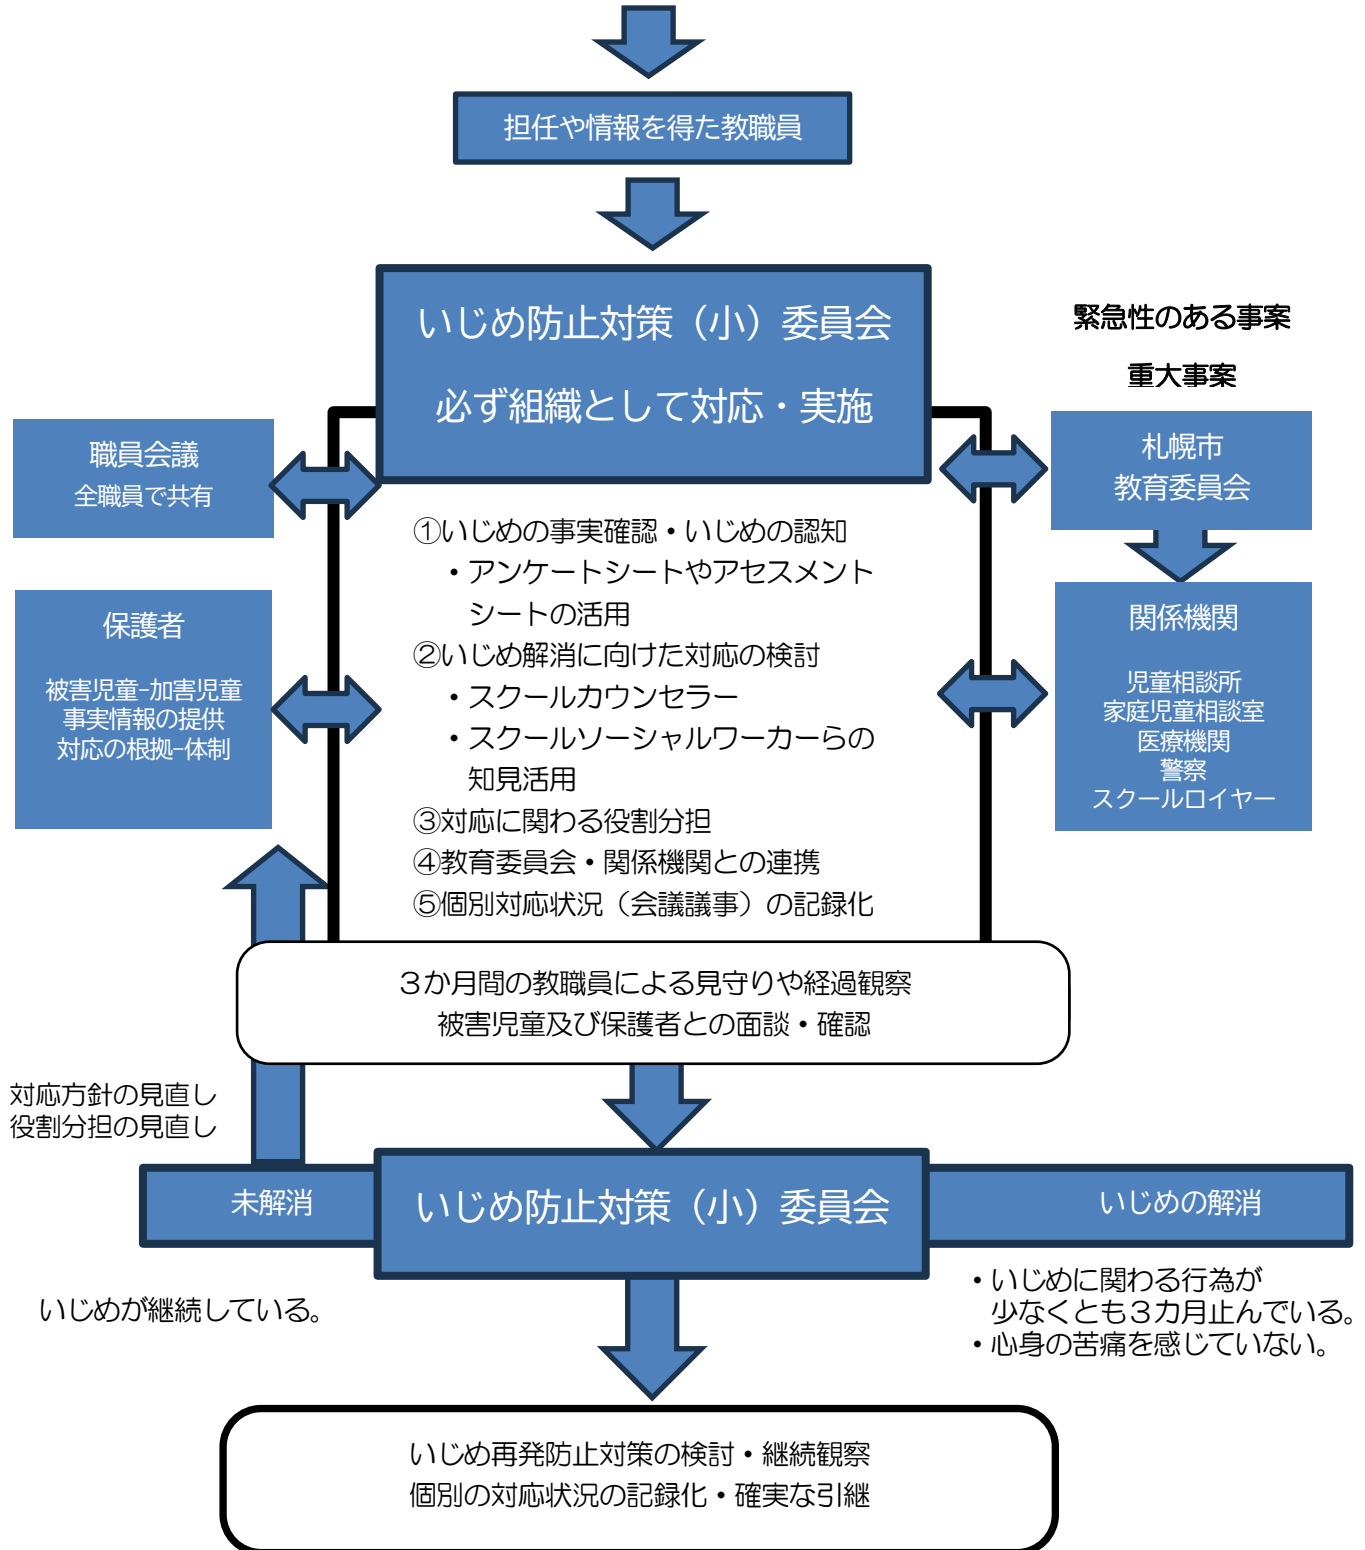 担任や情報を得た教職員
いじめ防止対策（小）委員会
必ず組織として対応・実施
緊急性のある事案
重大事案
職員会議
全職員で共有
札幌市
教育委員会
保護者
被害児童-加害児童
事実情報の提供
対応の根拠-体制
関係機関
児童相談所
家庭児童相談室
医療機関
警察
スクールロイヤー
①いじめの事実確認・いじめの認知
・アンケートシートやアセスメント
シートの活用
②いじめ解消に向けた対応の検討
・スクールカウンセラー
・スクールソーシャルワーカーらの
知見活用
③対応に関わる役割分担
④教育委員会・関係機関との連携
⑤個別対応状況（会議議事）の記録化
３か月間の教職員による見守りや経過観察
被害児童及び保護者との面談・確認
対応方針の見直し
役割分担の見直し
未解消
いじめ防止対策（小）委員会
いじめの解消
いじめが継続している。
・いじめに関わる行為が
少なくとも３カ月止んでいる。
・心身の苦痛を感じていない。
いじめ再発防止対策の検討・継続観察
個別の対応状況の記録化・確実な引継